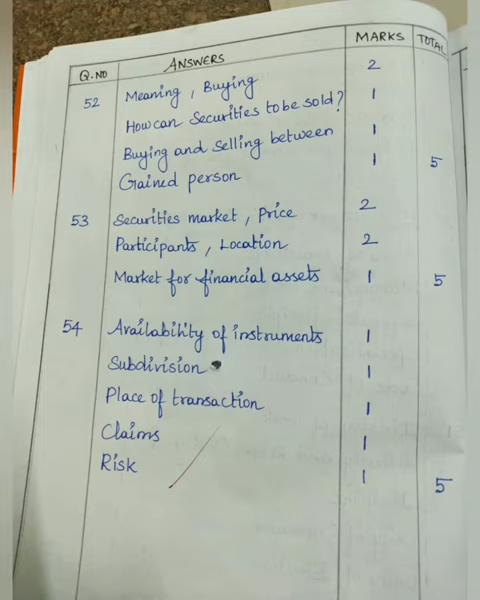 Q.NO ANSWERS MARKS TOTAL
52 Meaning, Buying 2
How can Securities to be sold? 1
Buying and selling between 1
Gained person 1 5
53 Securities market, Price 2
Participants, Location 2
Market for financial assets 1 5
54 Availability of instruments 1
Subdivision 1
Place of transaction 1
Claims 1
Risk 1 5